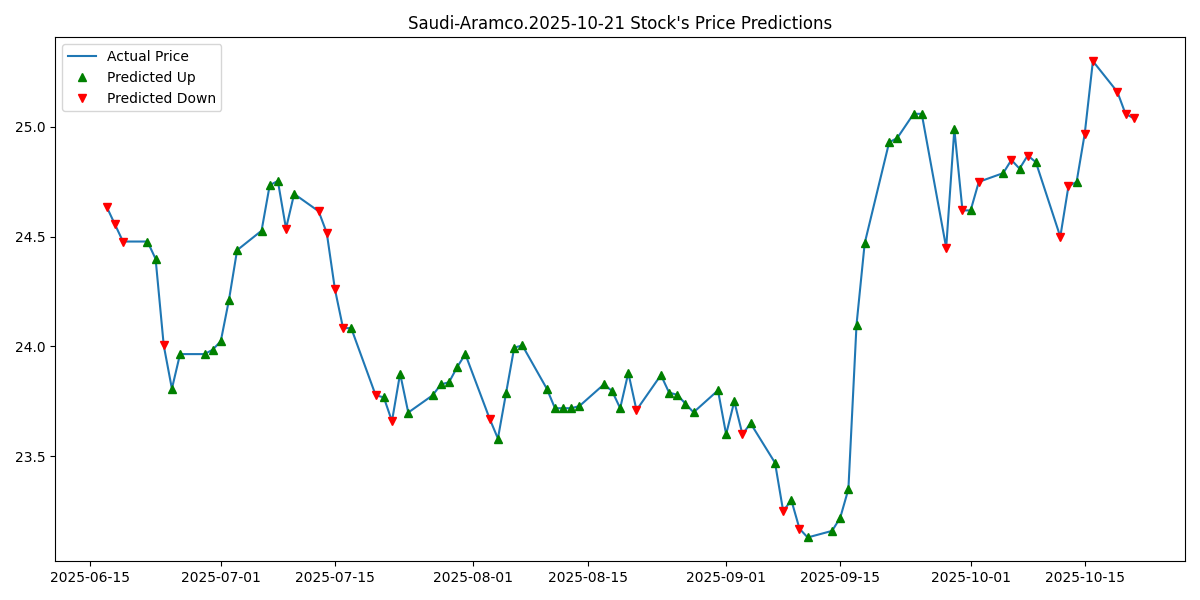 Saudi-Aramco.2025-10-21 Stock's Price Predictions
Actual Price
Predicted Up
Predicted Down
25.0
24.5
24.0
23.5
2025-06-15 2025-07-01 2025-07-15 2025-08-01 2025-08-15 2025-09-01 2025-09-15 2025-10-01 2025-10-15